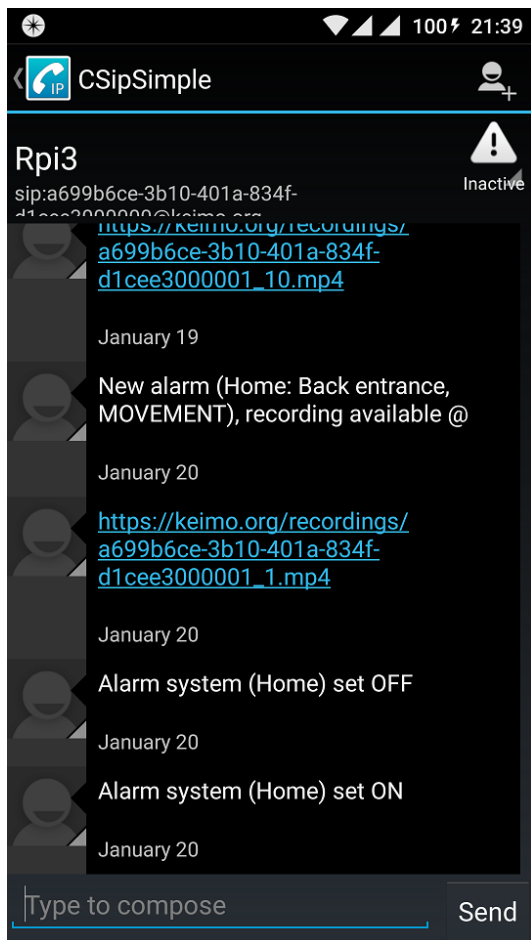 100 21:39
IP CSipSimple
Rpi3
Inactive
sip:a699b6ce-3b10-401a-834f-
https://keimo.org/recordings/
a699b6ce-3b10-401a-834f-
d1cee3000001_10.mp4
January 19
New alarm (Home: Back entrance,
MOVEMENT), recording available @
January 20
https://keimo.org/recordings/
a699b6ce-3b10-401a-834f-
d1cee3000001_1.mp4
January 20
Alarm system (Home) set OFF
January 20
Alarm system (Home) set ON
January 20
Type to compose
Send